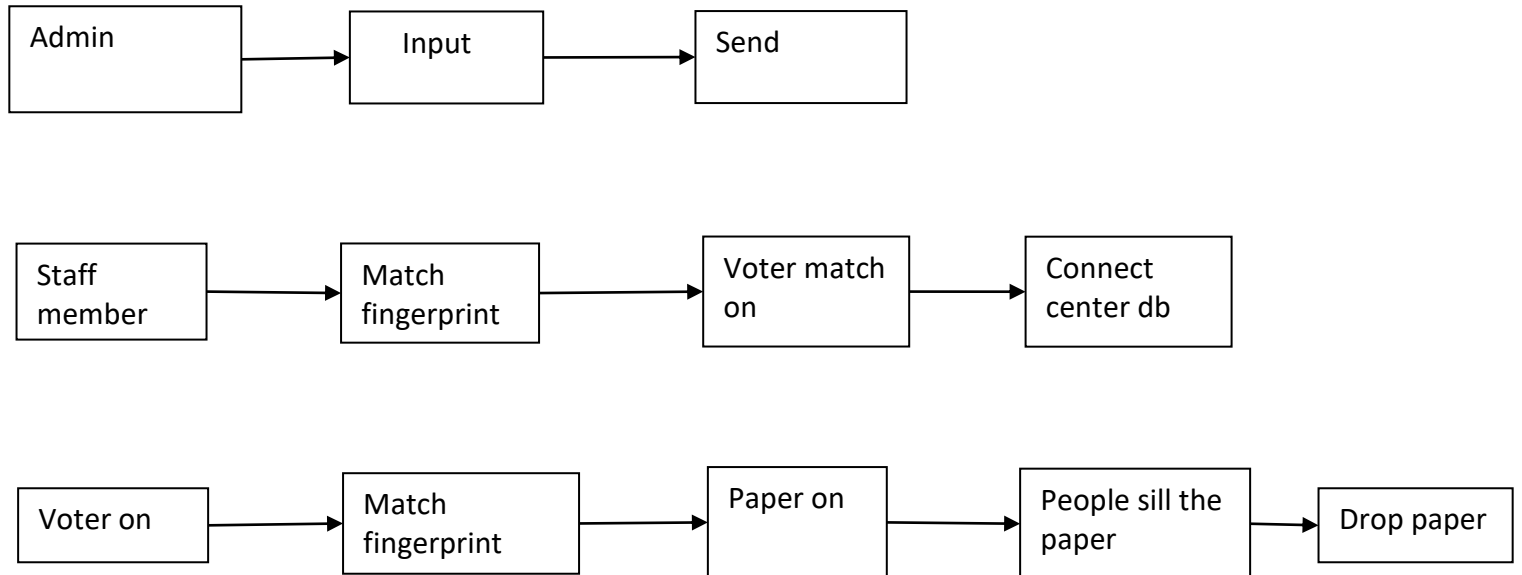 Admin
Input
Send
Staff
member
Match
fingerprint
Voter match
on
Connect
center db
Voter on
Match
fingerprint
Paper on
People sill the
paper
Drop paper